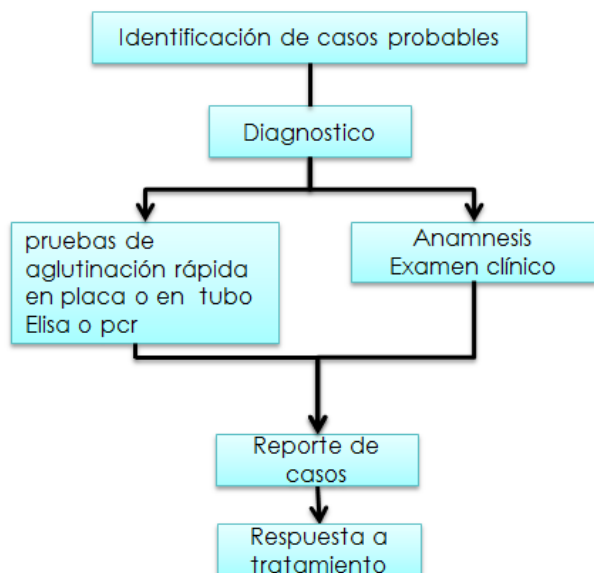 Identificación de casos probables
Diagnostico
pruebas de
aglutinación rápida
en placa o en tubo
Elisa o pcr
Anamnesis
Examen clínico
Reporte de
casos
Respuesta a
tratamiento